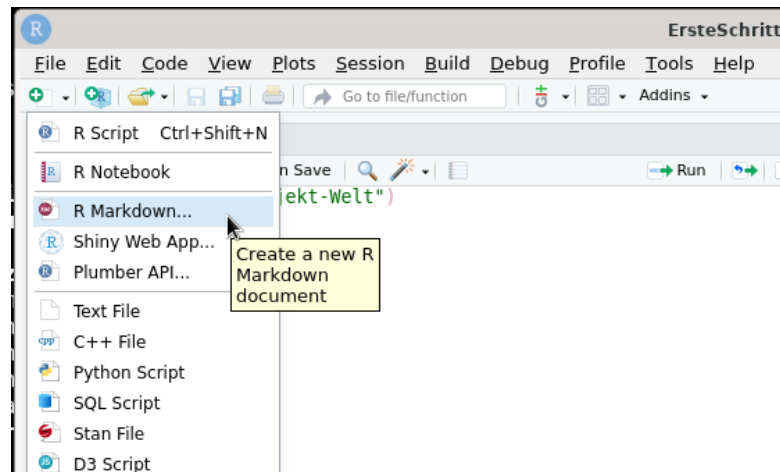 R
ErsteSchritt
File Edit Code View Plots Session Build Debug Profile Tools Help
Go to file/function Addins
R Script Ctrl+Shift+N
R Notebook n Save Run
jekt-Welt")
R Markdown...
Shiny Web App...
Create a new R
Markdown
document
Plumber API...
Text File
C++ File
Python Script
SQL Script
Stan File
D3 Script